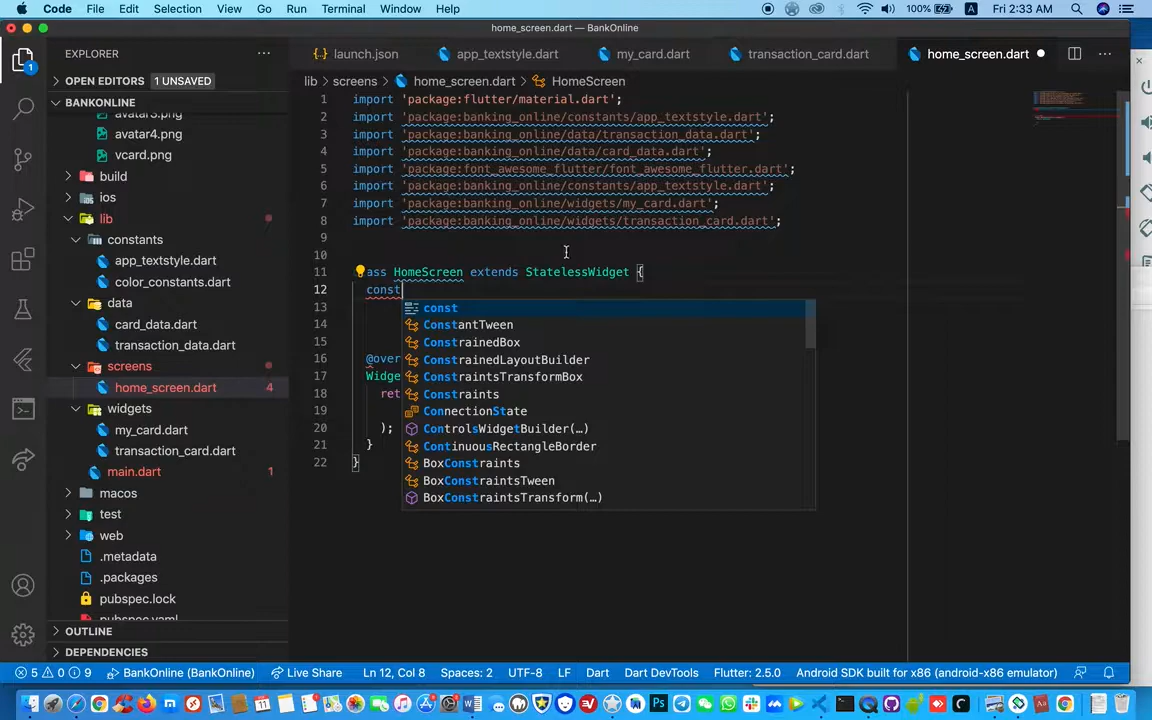 Code File Edit Selection View Go Run Terminal Window Help 100% A Fri 2:33 AM
home_screen.dart — BankOnline
EXPLORER
launch.json app_textstyle.dart my_card.dart transaction_card.dart home_screen.dart
OPEN EDITORS 1 UNSAVED
lib screens home_screen.dart HomeScreen
BANKONLINE
avatar3.png
avatar4.png
vcard.png
build
ios
lib
constants
app_textstyle.dart
color_constants.dart
data
card_data.dart
transaction_data.dart
screens
home_screen.dart 4
widgets
my_card.dart
transaction_card.dart
main.dart 1
macos
test
web
.metadata
.packages
pubspec.lock
pubspec.yaml
OUTLINE
DEPENDENCIES
1 import 'package:flutter/material.dart';
2 import 'package:banking_online/constants/app_textstyle.dart';
3 import 'package:banking_online/data/transaction_data.dart';
4 import 'package:banking_online/data/card_data.dart';
5 import 'package:font_awesome_flutter/font_awesome_flutter.dart';
6 import 'package:banking_online/constants/app_textstyle.dart';
7 import 'package:banking_online/widgets/my_card.dart';
8 import 'package:banking_online/widgets/transaction_card.dart';
9
10
11 ass HomeScreen extends StatelessWidget {
12 const
13
14
15
16 @over
17 Widge
18 ret
19
20 );
21 }
22 }
const
ConstantTween
ConstrainedBox
ConstrainedLayoutBuilder
ConstraintsTransformBox
Constraints
ConnectionState
ControlsWidgetBuilder(…)
ContinuousRectangleBorder
BoxConstraints
BoxConstraintsTween
BoxConstraintsTransform(…)
5 0 9 BankOnline (BankOnline) Live Share Ln 12, Col 8 Spaces: 2 UTF-8 LF Dart Dart DevTools Flutter: 2.5.0 Android SDK built for x86 (android-x86 emulator)